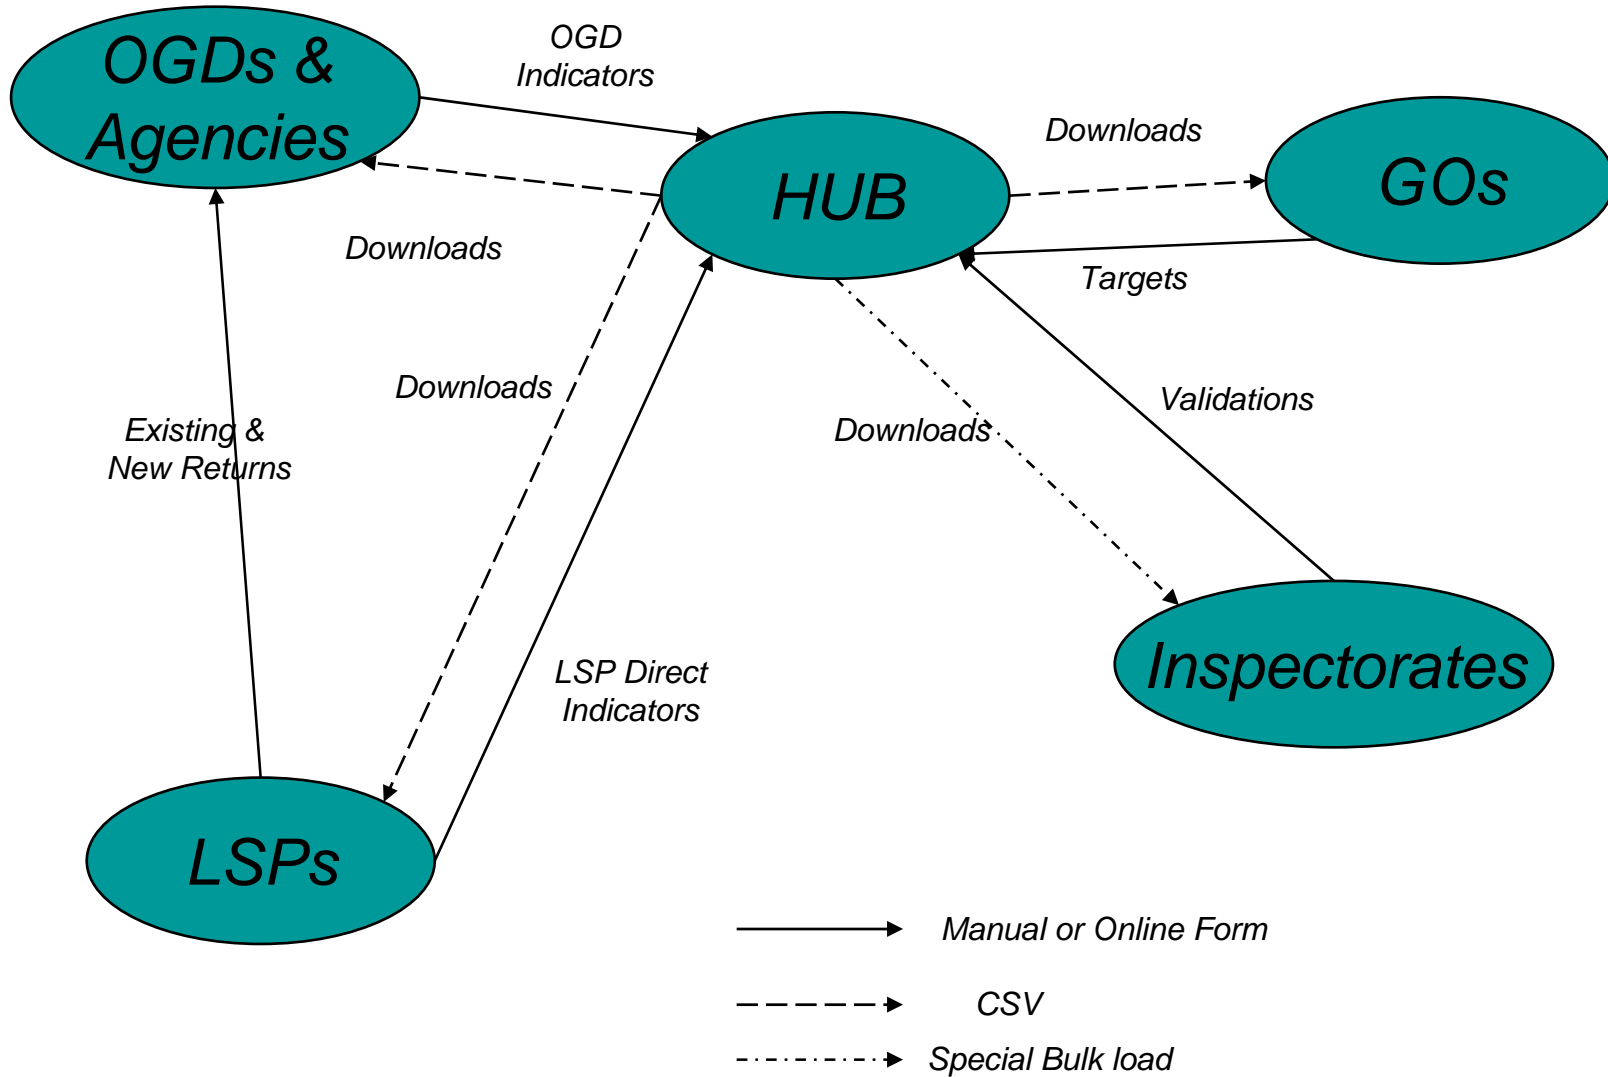 OGDs &
Agencies
OGD
Indicators
HUB
Downloads
GOs
Targets
Downloads
Downloads
Downloads
Validations
Existing &
New Returns
LSP Direct
Indicators
Inspectorates
LSPs
Manual or Online Form
CSV
Special Bulk load